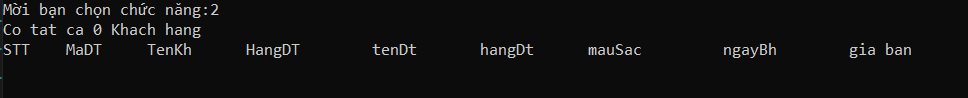 Mời bạn chọn chức năng:2
Co tat ca 0 Khach hang
STT MaDT TenKh HangDT tenDt hangDt mauSac ngayBh gia ban